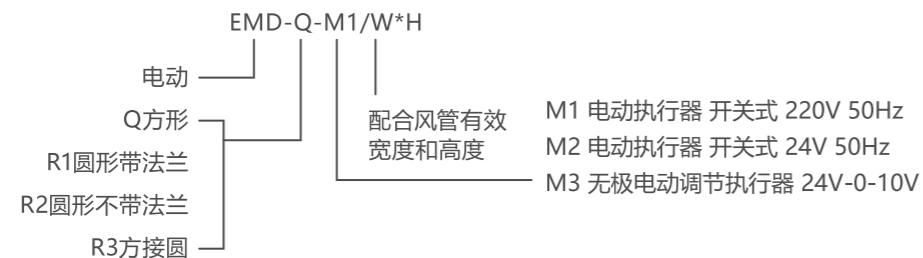 EMD-Q-M1/W*H
电动
Q方形
R1圆形带法兰
R2圆形不带法兰
R3方接圆
配合风管有效
宽度和高度
M1 电动执行器 开关式 220V 50Hz
M2 电动执行器 开关式 24V 50Hz
M3 无极电动调节执行器 24V-0-10V